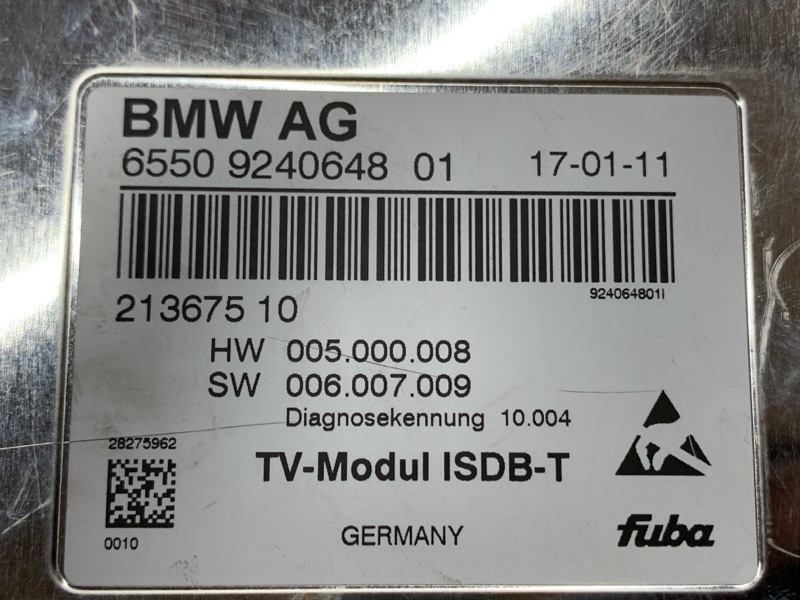 BMW AG
6550 9240648 01 17-01-11
924064801I
213675 10
HW 005.000.008
SW 006.007.009
Diagnosekennung 10.004
28275962
TV-Modul ISDB-T
0010
GERMANY
fuba